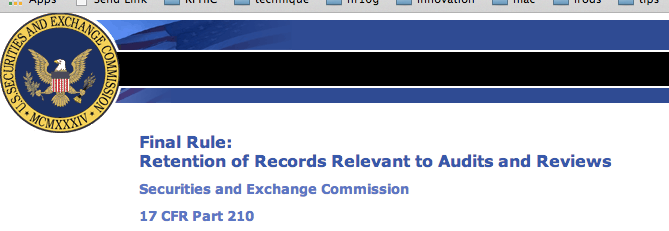 Apps Send Link technique innovation mac tips
U.S. SECURITIES AND EXCHANGE COMMISSION
MCMXXXIV
Final Rule:
Retention of Records Relevant to Audits and Reviews
Securities and Exchange Commission
17 CFR Part 210